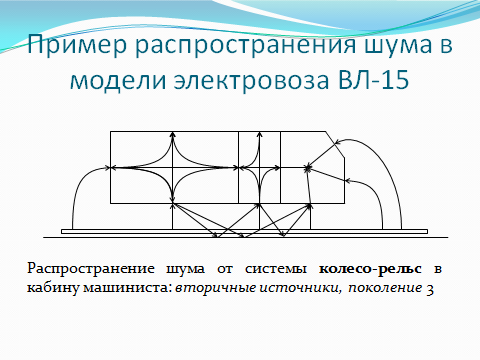 Пример распространения шума в
модели электровоза ВЛ-15
Распространение шума от системы колесо-рельс в
кабину машиниста: вторичные источники, поколение 3